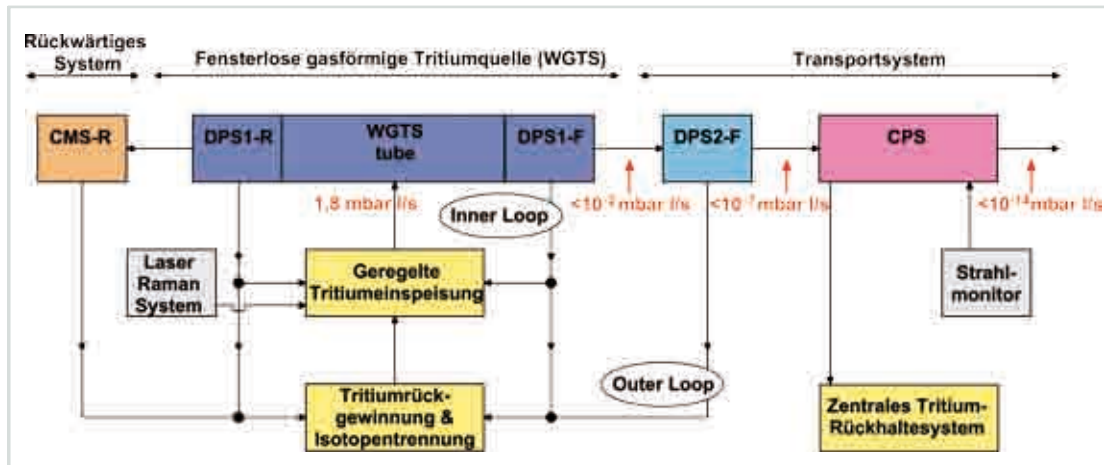 Rückwärtiges
System
Fensterlose gasförmige Tritiumquelle (WGTS)
Transportsystem
CMS-R
DPS1-R
WGTS
tube
DPS1-F
DPS2-F
CPS
1,8 mbar l/s
Inner Loop
mbar l/s
<10⁻⁷ mbar l/s
<10⁻¹⁴ mbar l/s
Laser
Raman
System
Geregelte
Tritiumeinspeisung
Strahl-
monitor
Outer Loop
Tritiumrück-
gewinnung &
Isotopentrennung
Zentrales Tritium-
Rückhaltesystem